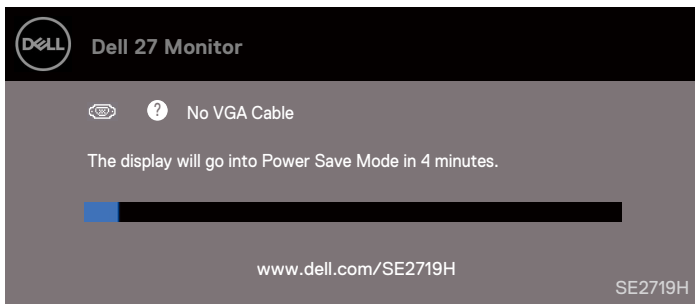 DELL
Dell 27 Monitor
? No VGA Cable
The display will go into Power Save Mode in 4 minutes.
www.dell.com/SE2719H
SE2719H